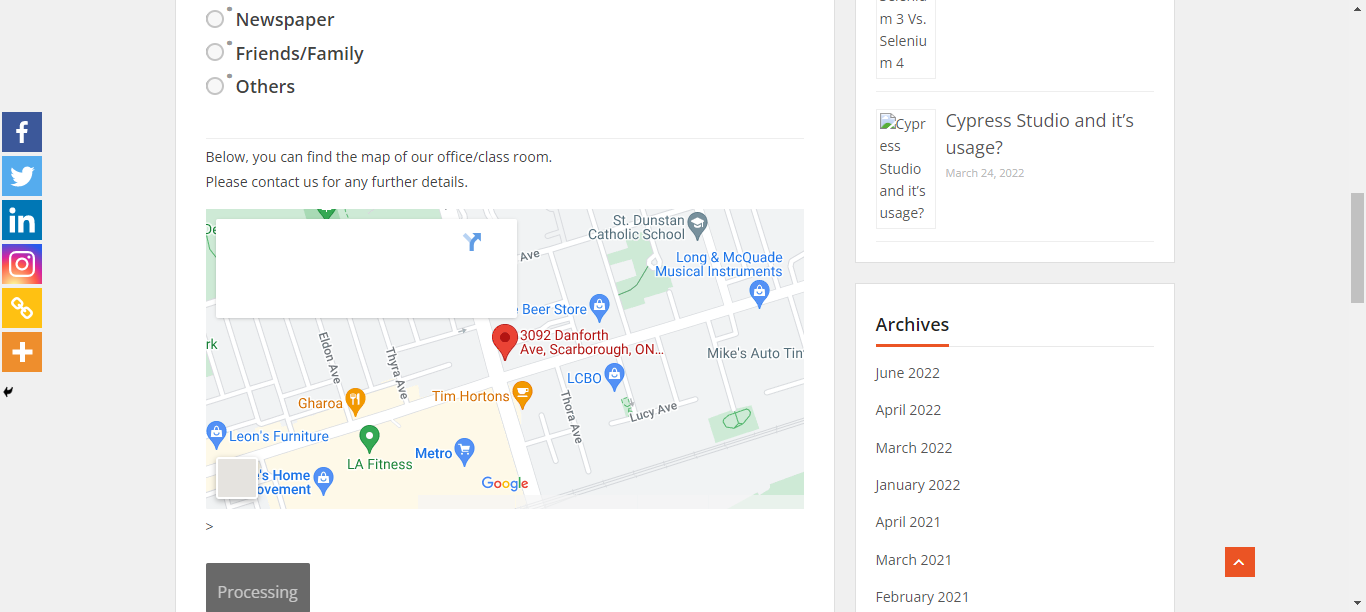 Newspaper
Friends/Family
Others
Below, you can find the map of our office/class room.
Please contact us for any further details.
St. Dunstan
Catholic School
Ave
Long & McQuade
Musical Instruments
Beer Store
3092 Danforth
Ave, Scarborough, ON...
rk
Eldon Ave
Thyra Ave
Mike's Auto Tim
LCBO
Tim Hortons
Gharoa
Thora Ave
Lucy Ave
Leon's Furniture
Metro
LA Fitness
's Home
ovement
Google
>
Processing
m 3 Vs.
Seleniu
m 4
Cypr
ess
Studio
and it's
usage?
Cypress Studio and it’s
usage?
March 24, 2022
Archives
June 2022
April 2022
March 2022
January 2022
April 2021
March 2021
February 2021
f
in